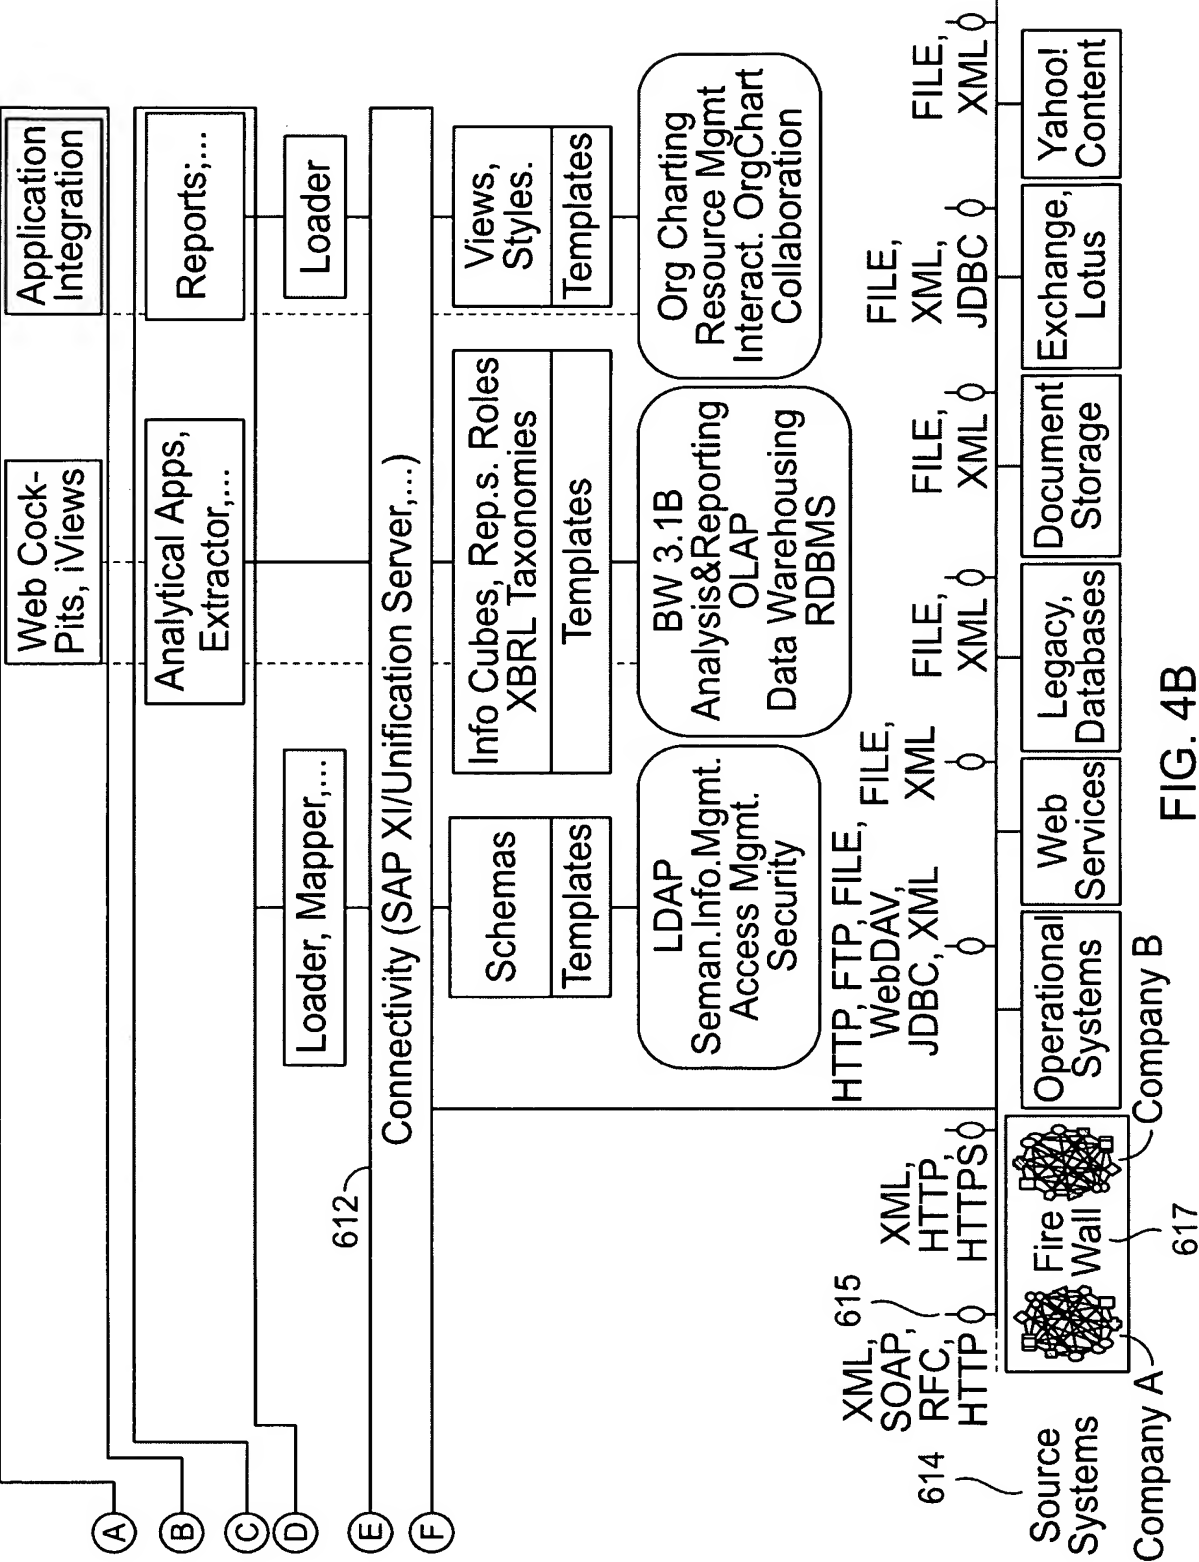 Web Cock-
Pits, iViews
Application
Integration
Analytical Apps,
Extractor,...
Reports;...
Loader, Mapper,...
Loader
612
Connectivity (SAP XI/Unification Server,...)
Schemas
Templates
Info Cubes, Rep.s. Roles
XBRL Taxonomies
Templates
Views,
Styles.
Templates
LDAP
Seman.Info.Mgmt.
Access Mgmt.
Security
BW 3.1B
Analysis&Reporting
OLAP
Data Warehousing
RDBMS
Org Charting
Resource Mgmt
Interact. OrgChart
Collaboration
A
B
C
D
E
F
614
XML,
SOAP,
RFC,
HTTP
615
XML,
HTTP,
HTTPS
HTTP, FTP, FILE,
WebDAV,
JDBC, XML
FILE,
XML
FILE,
XML
FILE,
XML
FILE,
XML,
JDBC
FILE,
XML
Source
Systems
Fire
Wall
Operational
Systems
Web
Services
Legacy,
Databases
Document
Storage
Exchange,
Lotus
Yahoo!
Content
Company A
617
Company B
FIG. 4B